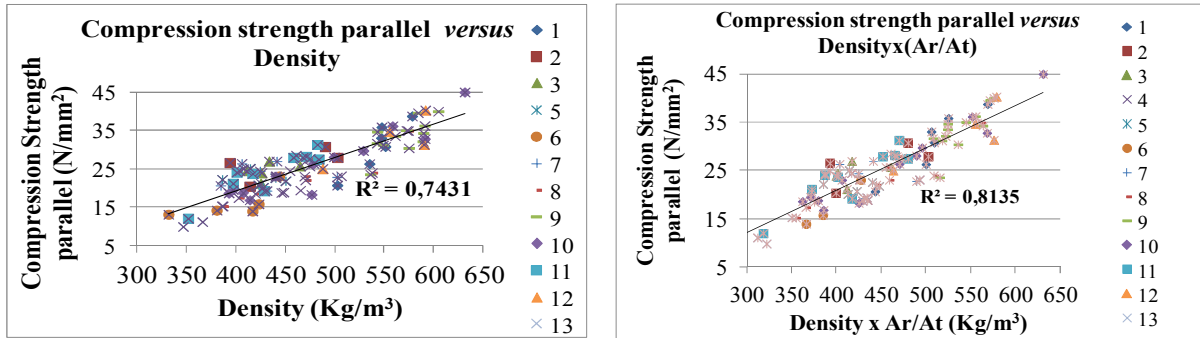 Compression strength parallel versus
Density
Compression Strength
parallel (N/mm²)
45
35
25
15
5
R² = 0,7431
300 350 400 450 500 550 600 650
Density (Kg/m³)
1
2
3
5
6
7
8
9
10
11
12
13
Compression strength parallel versus
Densityx(Ar/At)
Compression Strength
parallel (N/mm²)
45
35
25
15
5
R² = 0,8135
300 350 400 450 500 550 600 650
Density x Ar/At (Kg/m³)
1
2
3
4
5
6
7
8
9
10
11
12
13